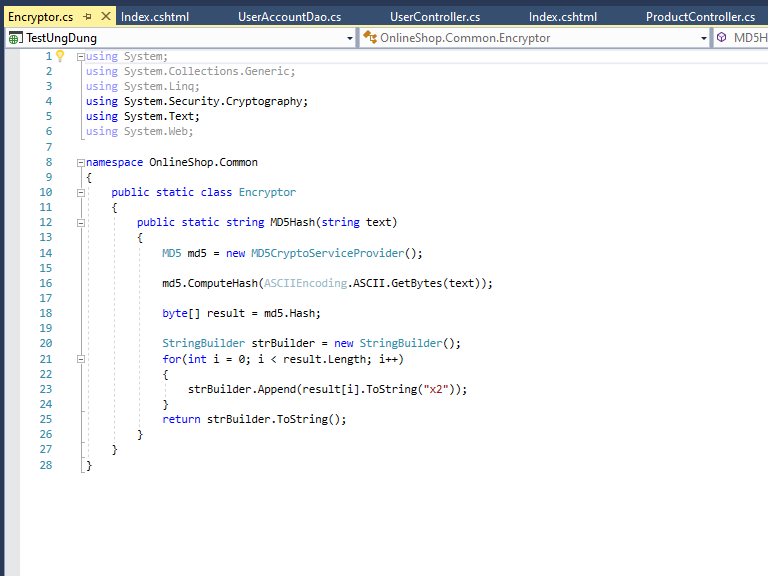 Encryptor.cs Index.cshtml UserAccountDao.cs UserController.cs Index.cshtml ProductController.cs
TestUngDung OnlineShop.Common.Encryptor MD5H
1 using System;
2 using System.Collections.Generic;
3 using System.Linq;
4 using System.Security.Cryptography;
5 using System.Text;
6 using System.Web;
7
8 namespace OnlineShop.Common
9 {
10 public static class Encryptor
11 {
12 public static string MD5Hash(string text)
13 {
14 MD5 md5 = new MD5CryptoServiceProvider();
15
16 md5.ComputeHash(ASCIIEncoding.ASCII.GetBytes(text));
17
18 byte[] result = md5.Hash;
19
20 StringBuilder strBuilder = new StringBuilder();
21 for(int i = 0; i < result.Length; i++)
22 {
23 strBuilder.Append(result[i].ToString("x2"));
24 }
25 return strBuilder.ToString();
26 }
27 }
28 }